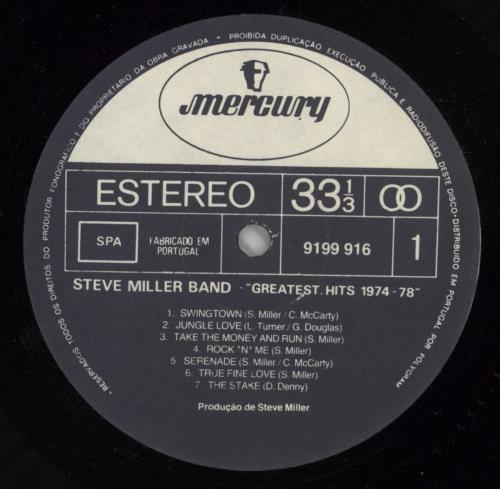 RESERVADOS TODOS OS DIREITOS DO PRODUTOR FONOGRÁFICO E DO PROPRIETÁRIO DA OBRA GRAVADA • PROIBIDA DUPLICAÇÃO EXECUÇÃO PUBLICA E RADIODIFUSÃO DESTE DISCO • DISTRIBUIDO EM PORTUGAL POR POLYGRAM •
mercury
ESTEREO 33 1/3
SPA FABRICADO EM PORTUGAL 9199 916 1
STEVE MILLER BAND - "GREATEST HITS 1974-78"
1. SWINGTOWN (S. Miller / C. McCarty)
2. JUNGLE LOVE (L. Turner / G. Douglas)
3. TAKE THE MONEY AND RUN (S. Miller)
4. ROCK "N" ME (S. Miller)
5 SERENADE (S. Miller / C. McCarty)
6. TRUE FINE LOVE (S. Miller)
7. THE STAKE (D. Denny)
Produção de Steve Miller